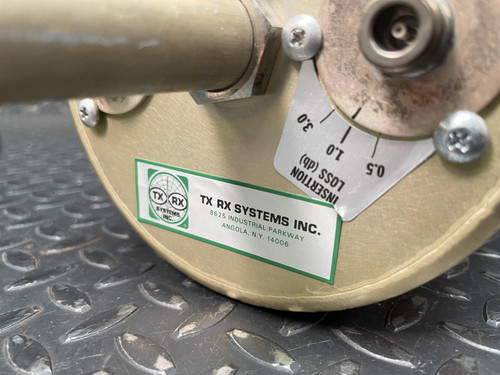 3.0
1.0
0.5
INSERTION
LOSS (db)
TX RX
SYSTEMS
INC.
TX RX SYSTEMS INC.
8625 INDUSTRIAL PARKWAY
ANGOLA, N.Y. 14006